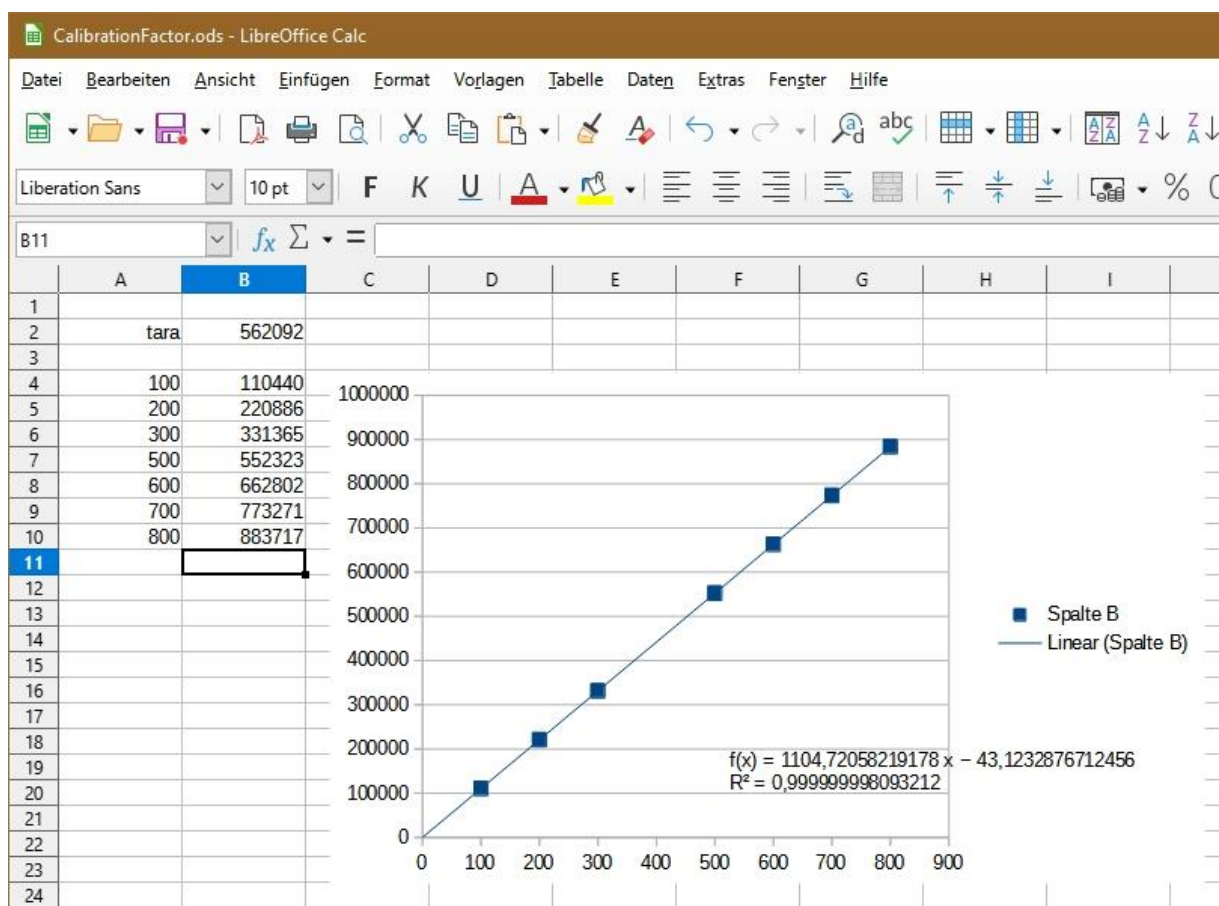 CalibrationFactor.ods - LibreOffice Calc
Datei Bearbeiten Ansicht Einfügen Format Vorlagen Tabelle Daten Extras Fenster Hilfe
Liberation Sans 10 pt F K U A %
B11 fx Σ =
A B C D E F G H I
1
2 tara 562092
3
4 100 110440
5 200 220886
6 300 331365
7 500 552323
8 600 662802
9 700 773271
10 800 883717
11
12
13
14
15
16
17
18
19
20
21
22
23
24
1000000
900000
800000
700000
600000
500000
400000
300000
200000
100000
0
0 100 200 300 400 500 600 700 800 900
Spalte B
Linear (Spalte B)
f(x) = 1104,72058219178 x − 43,1232876712456
R² = 0,999999998093212